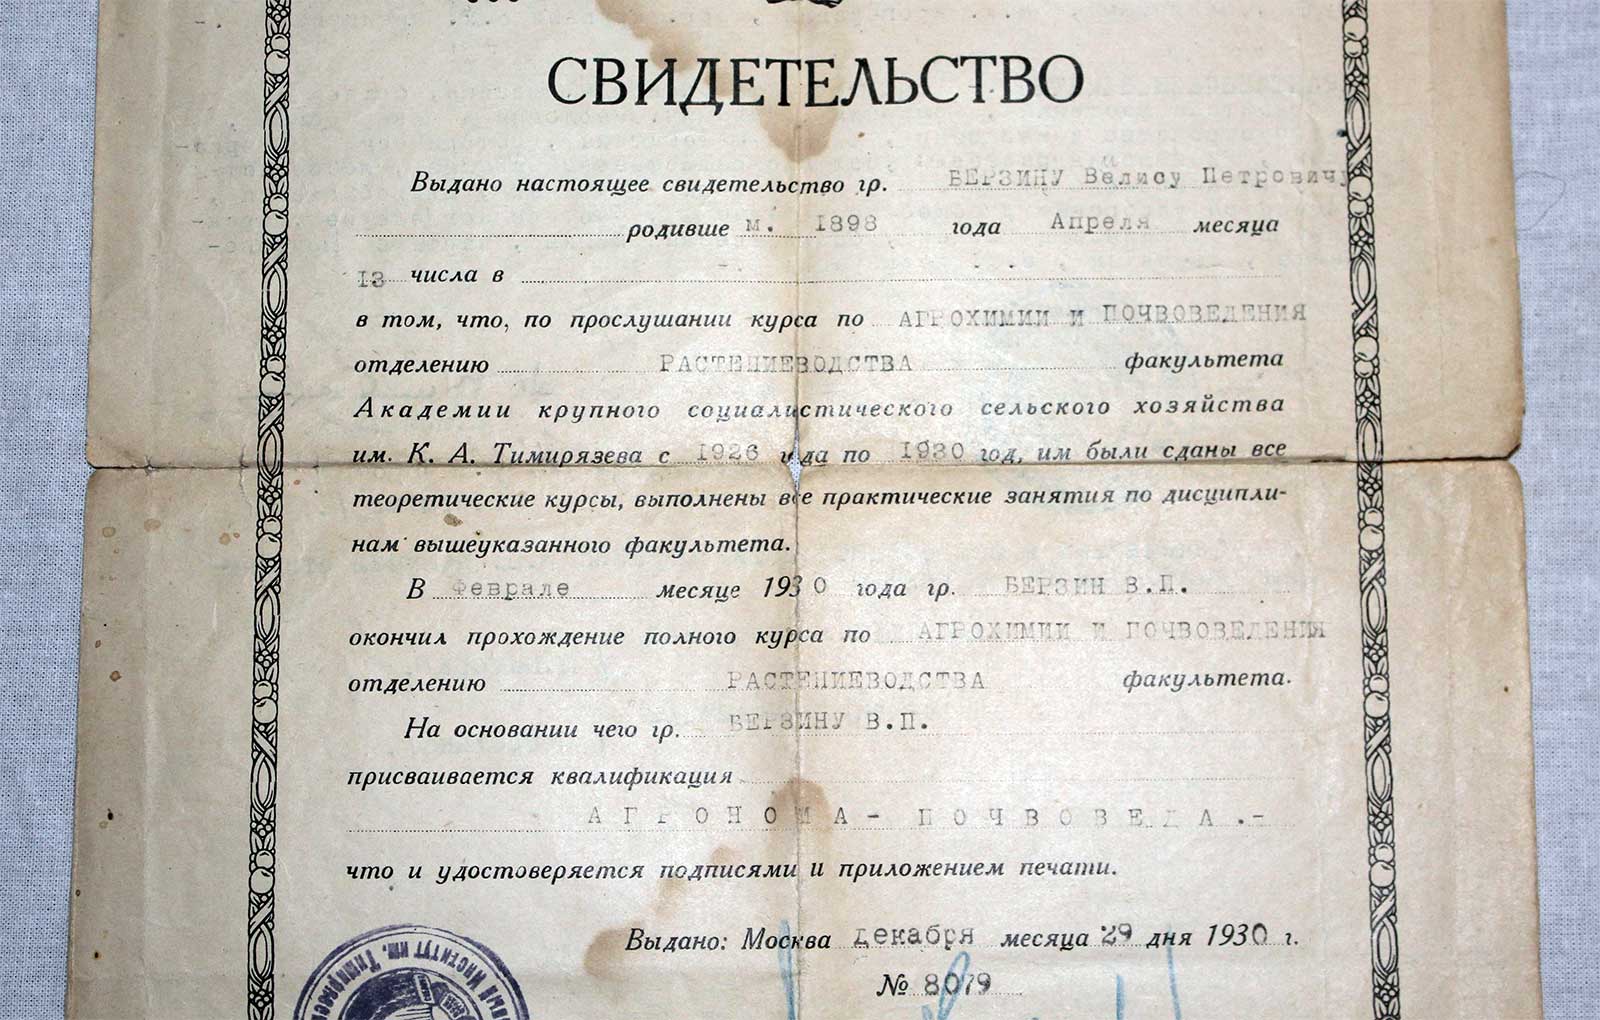 СВИДЕТЕЛЬСТВО
Выдано настоящее свидетельство гр. БЕРЗИНУ Велису Петровичу
родивше м. 1898 года Апреля месяца
13 числа в
в том, что, по прослушании курса по АГРОХИМИИ И ПОЧВОВЕДЕНИЯ
отделению РАСТЕНИЕВОДСТВА факультета
Академии крупного социалистического сельского хозяйства
им. К. А. Тимирязева с 1926 года по 1930 год, им были сданы все
теоретические курсы, выполнены все практические занятия по дисципли-
нам вышеуказанного факультета.
В феврале месяце 1930 года гр. БЕРЗИН В.П.
окончил прохождение полного курса по АГРОХИМИИ И ПОЧВОВЕДЕНИЯ
отделению РАСТЕНИЕВОДСТВА факультета.
На основании чего гр. БЕРЗИНУ В.П.
присваивается квалификация
АГРОНОМА - ПОЧВОВЕДА.-
что и удостоверяется подписями и приложением печати.
Выдано: Москва декабря месяца 29 дня 1930 г.
№ 8079
Институт им.